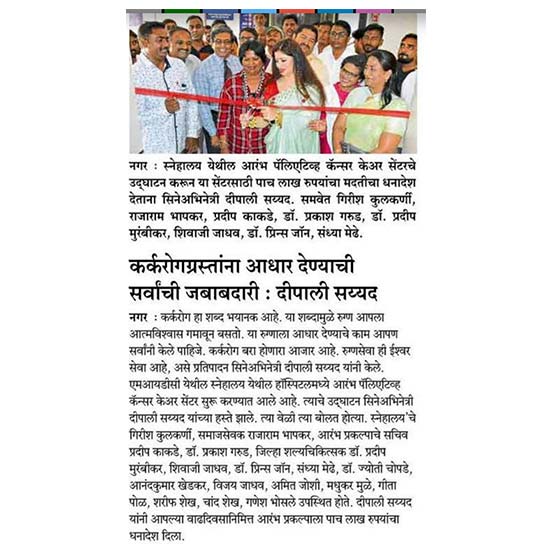 नगर : स्नेहालय येथील आरंभ पॅलिएटिव्ह कॅन्सर केअर सेंटरचे
उद्घाटन करून या सेंटरसाठी पाच लाख रुपयांचा मदतीचा धनादेश
देताना सिनेअभिनेत्री दीपाली सय्यद. समवेत गिरीश कुलकर्णी,
राजाराम भापकर, प्रदीप काकडे, डॉ. प्रकाश गरुड, डॉ. प्रदीप
मुरंबीकर, शिवाजी जाधव, डॉ. प्रिन्स जॉन, संध्या मेढे.
कर्करोगग्रस्तांना आधार देण्याची
सर्वांची जबाबदारी : दीपाली सय्यद
नगर : कर्करोग हा शब्द भयानक आहे. या शब्दामुळे रुग्ण आपला
आत्मविश्वास गमावून बसतो. या रुग्णाला आधार देण्याचे काम आपण
सर्वांनी केले पाहिजे. कर्करोग बरा होणारा आजार आहे. रुग्णसेवा ही ईश्वर
सेवा आहे, असे प्रतिपादन सिनेअभिनेत्री दीपाली सय्यद यांनी केले.
एमआयडीसी येथील स्नेहालय येथील हॉस्पिटलमध्ये आरंभ पॅलिएटिव्ह
कॅन्सर केअर सेंटर सुरू करण्यात आले आहे. त्याचे उद्घाटन सिनेअभिनेत्री
दीपाली सय्यद यांच्या हस्ते झाले. त्या वेळी त्या बोलत होत्या. स्नेहालय'चे
गिरीश कुलकर्णी, समाजसेवक राजाराम भापकर, आरंभ प्रकल्पाचे सचिव
प्रदीप काकडे, डॉ. प्रकाश गरुड, जिल्हा शल्यचिकित्सक डॉ. प्रदीप
मुरंबीकर, शिवाजी जाधव, डॉ. प्रिन्स जॉन, संध्या मेढे, डॉ. ज्योती चोपडे,
आनंदकुमार खेडकर, विजय जाधव, अमित जोशी, मधुकर मुळे, गीता
पोळ, शरीफ शेख, चांद शेख, गणेश भोसले उपस्थित होते. दीपाली सय्यद
यांनी आपल्या वाढदिवसानिमित्त आरंभ प्रकल्पाला पाच लाख रुपयांचा
धनादेश दिला.